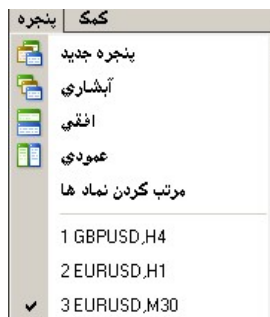 پنجره کمک
پنجره جدید
آبشاري
افقي
عمودي
مرتب کردن نماد ها
1 GBPUSD,H4
2 EURUSD,H1
3 EURUSD,M30